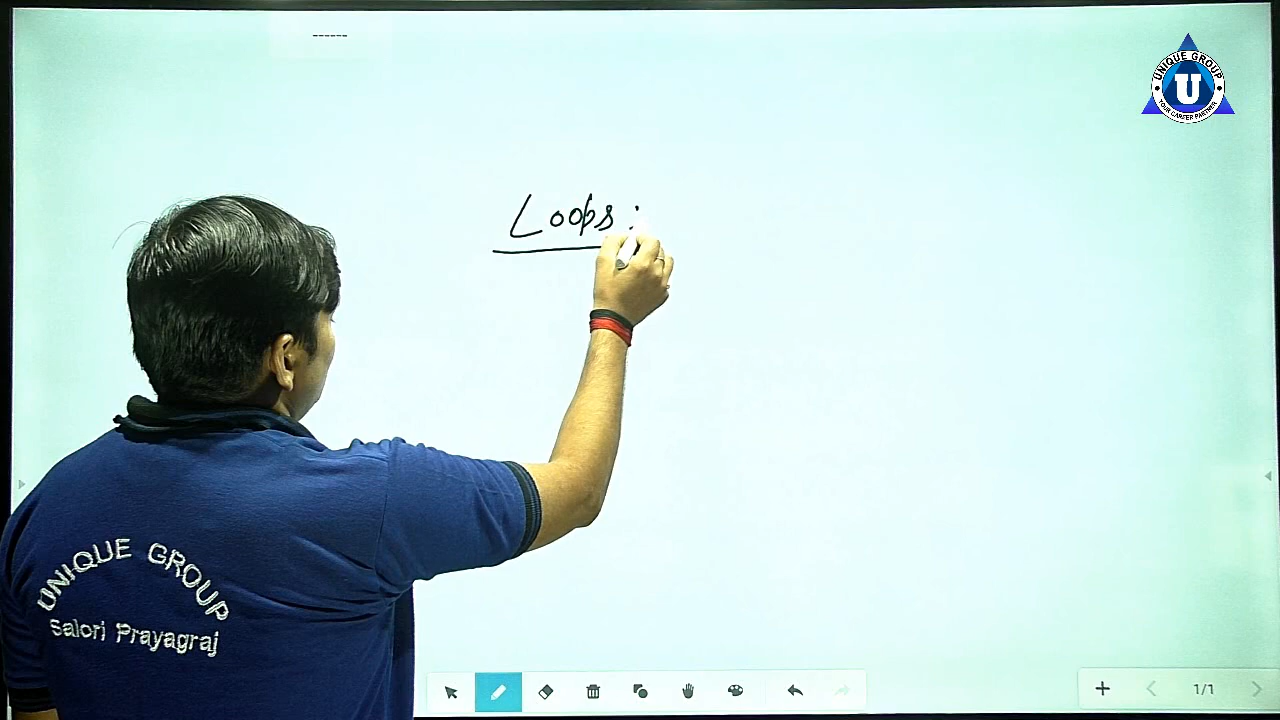 ------
UNIQUE GROUP
U
YOUR CAREER PARTNER
Loops :
UNIQUE GROUP
Salori Prayagraj
1/1